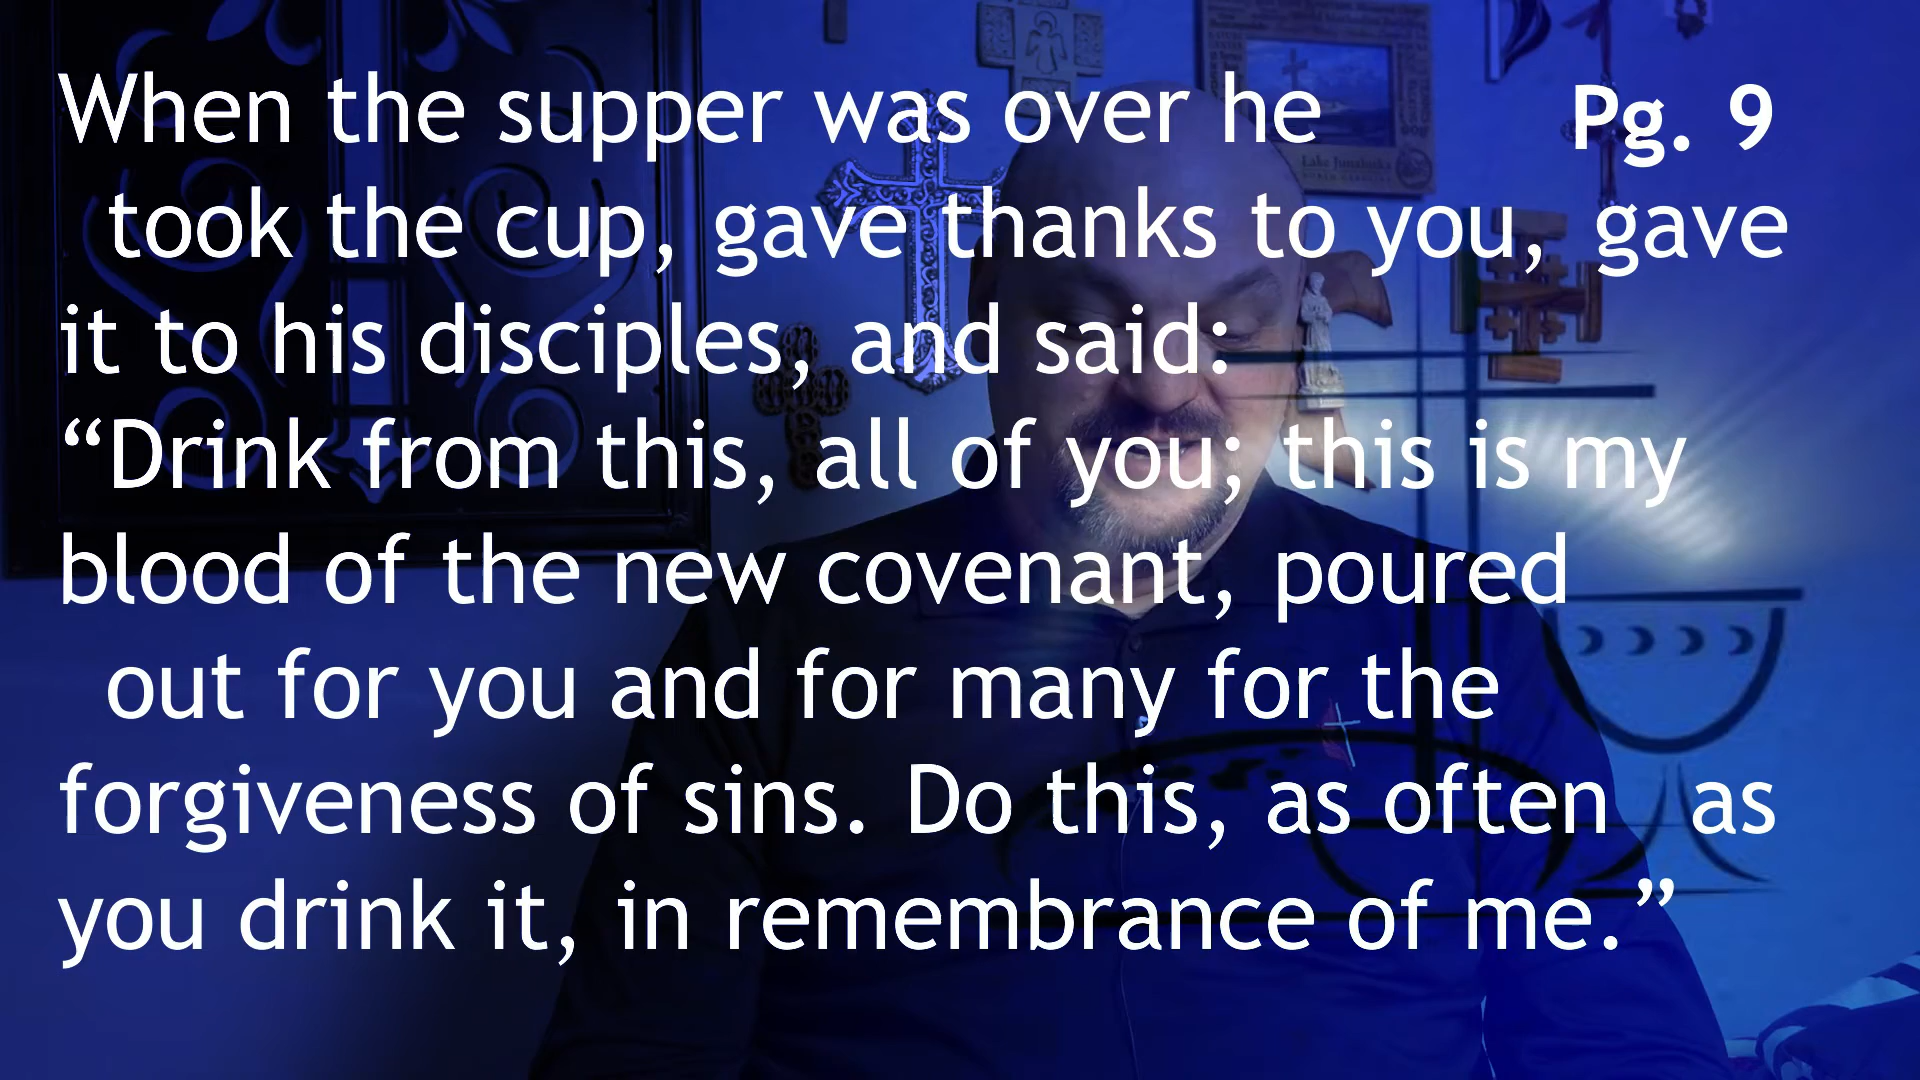 When the supper was over he
Pg. 9
took the cup, gave thanks to you, gave
it to his disciples, and said:
“Drink from this, all of you; this is my
blood of the new covenant, poured
out for you and for many for the
forgiveness of sins. Do this, as often as
you drink it, in remembrance of me.”
Lake Junaluska